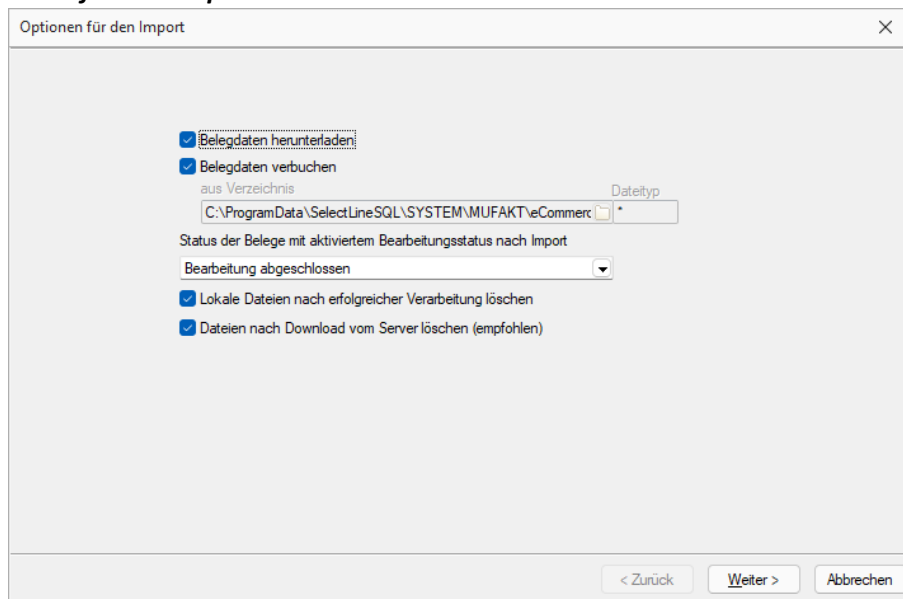 Optionen für den Import
Belegdaten herunterladen
Belegdaten verbuchen
aus Verzeichnis Dateityp
C:\ProgramData\SelectLineSQL\SYSTEM\MUFAKT\eCommerc *
Status der Belege mit aktiviertem Bearbeitungsstatus nach Import
Bearbeitung abgeschlossen
Lokale Dateien nach erfolgreicher Verarbeitung löschen
Dateien nach Download vom Server löschen (empfohlen)
< Zurück Weiter > Abbrechen